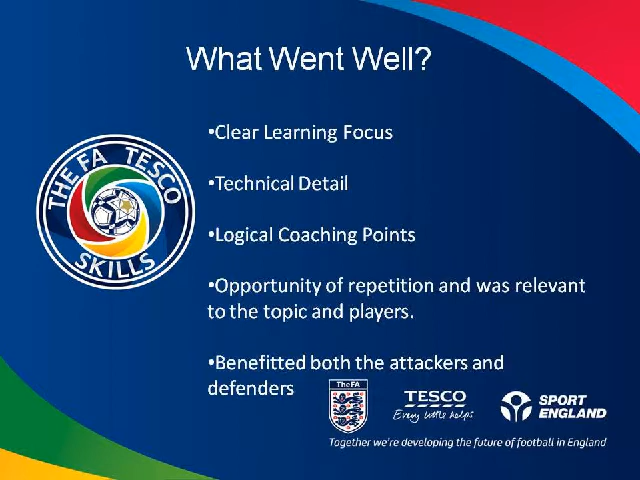 What Went Well?
•Clear Learning Focus
•Technical Detail
•Logical Coaching Points
•Opportunity of repetition and was relevant
to the topic and players.
•Benefitted both the attackers and
defenders
THE FA TESCO
SKILLS
The FA
TESCO
Every little helps
SPORT
ENGLAND
Together we're developing the future of football in England